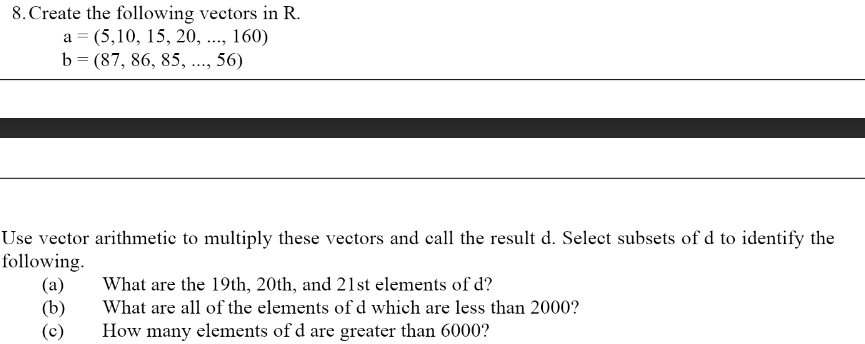 8. Create the following vectors in R.
a = (5,10, 15, 20, ..., 160)
b = (87, 86, 85, ..., 56)
Use vector arithmetic to multiply these vectors and call the result d. Select subsets of d to identify the
following.
(a) What are the 19th, 20th, and 21st elements of d?
(b) What are all of the elements of d which are less than 2000?
(c) How many elements of d are greater than 6000?